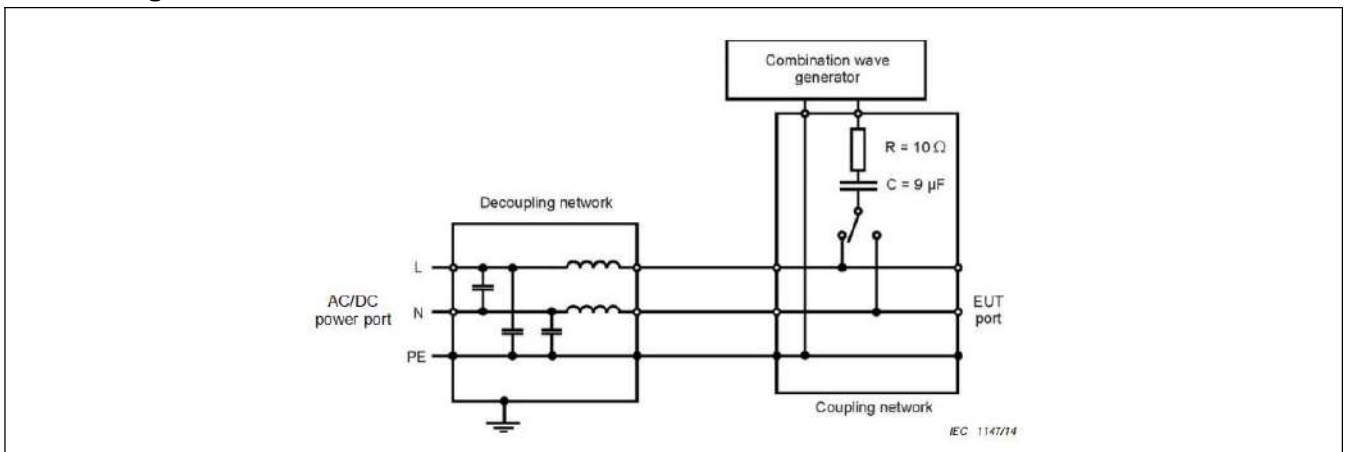 Combination wave
generator
R = 10 Ω
C = 9 µF
Decoupling network
L
AC/DC
power port
N
EUT
port
PE
Coupling network
IEC 1147/14